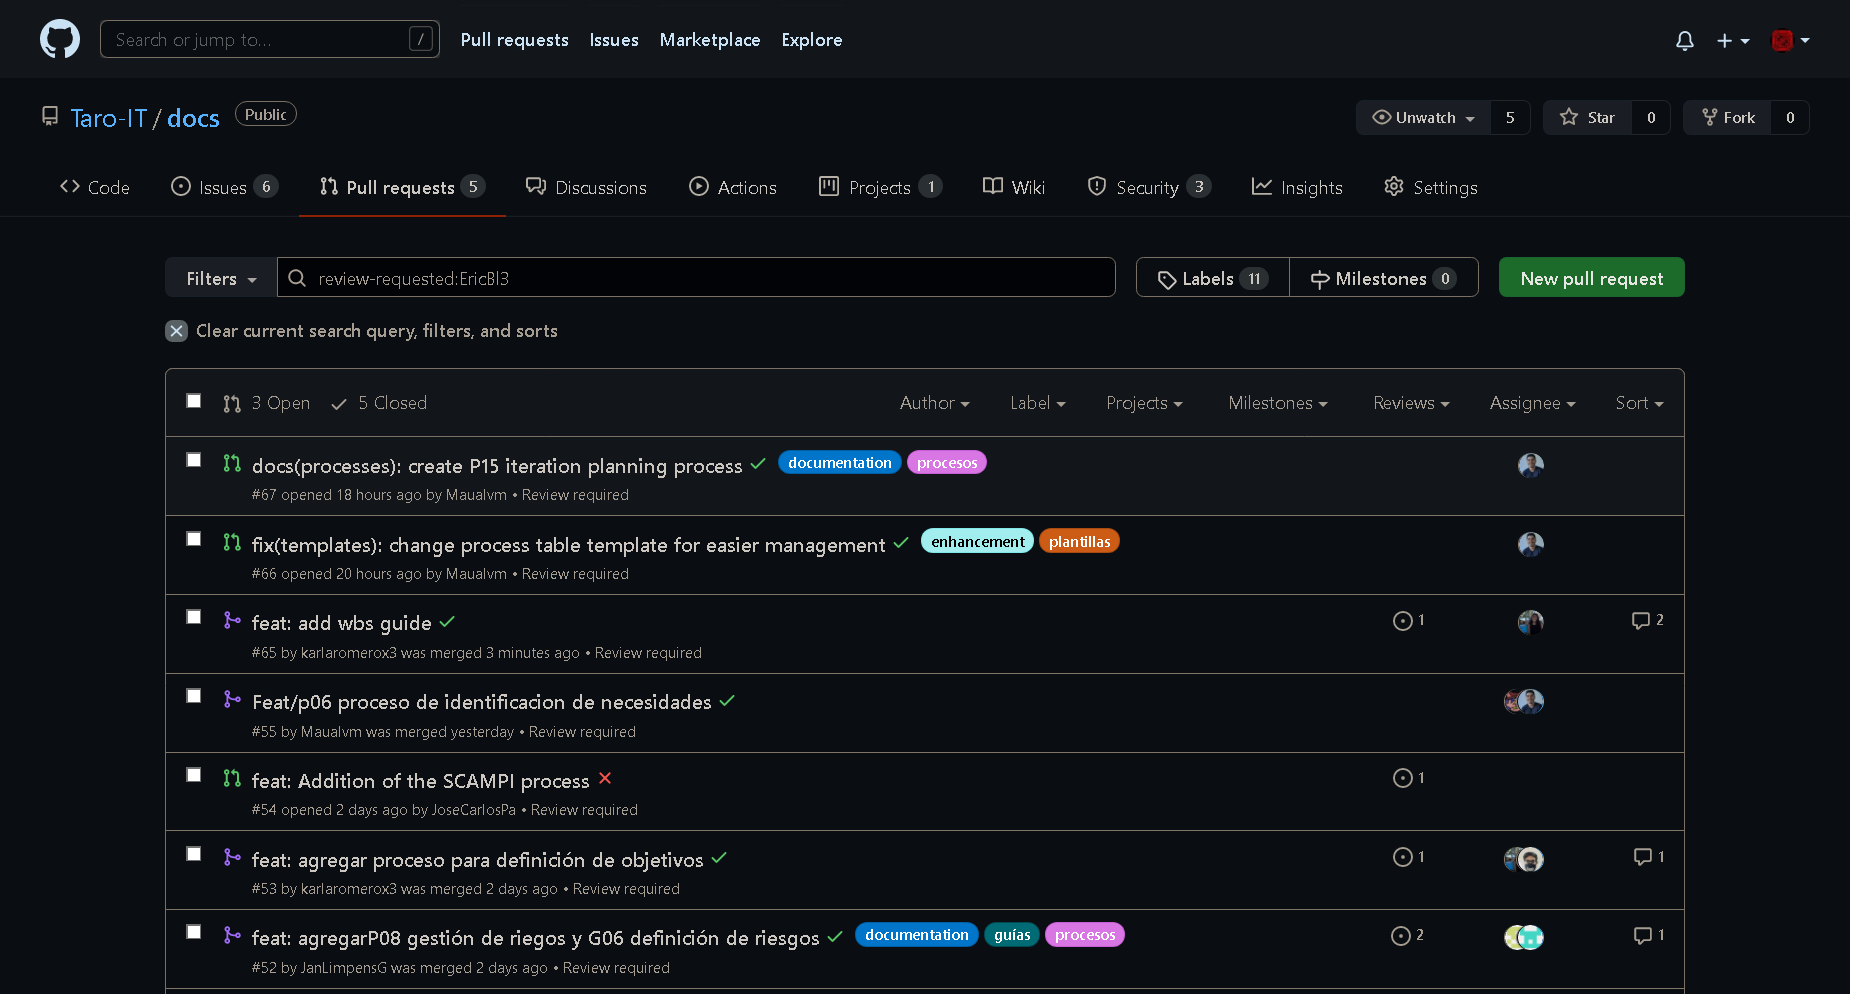 Search or jump to... / Pull requests Issues Marketplace Explore
Taro-IT / docs Public Unwatch 5 Star 0 Fork 0
Code Issues 6 Pull requests 5 Discussions Actions Projects 1 Wiki Security 3 Insights Settings
Filters review-requested:EricBl3 Labels 11 Milestones 0 New pull request
Clear current search query, filters, and sorts
3 Open 5 Closed Author Label Projects Milestones Reviews Assignee Sort
docs(processes): create P15 iteration planning process documentation procesos
#67 opened 18 hours ago by Maualvm • Review required
fix(templates): change process table template for easier management enhancement plantillas
#66 opened 20 hours ago by Maualvm • Review required
feat: add wbs guide 1 2
#65 by karlaromerox3 was merged 3 minutes ago • Review required
Feat/p06 proceso de identificacion de necesidades
#55 by Maualvm was merged yesterday • Review required
feat: Addition of the SCAMPI process 1
#54 opened 2 days ago by JoseCarlosPa • Review required
feat: agregar proceso para definición de objetivos 1 1
#53 by karlaromerox3 was merged 2 days ago • Review required
feat: agregarP08 gestión de riegos y G06 definición de riesgos documentation guías procesos 2 1
#52 by JanLimpensG was merged 2 days ago • Review required